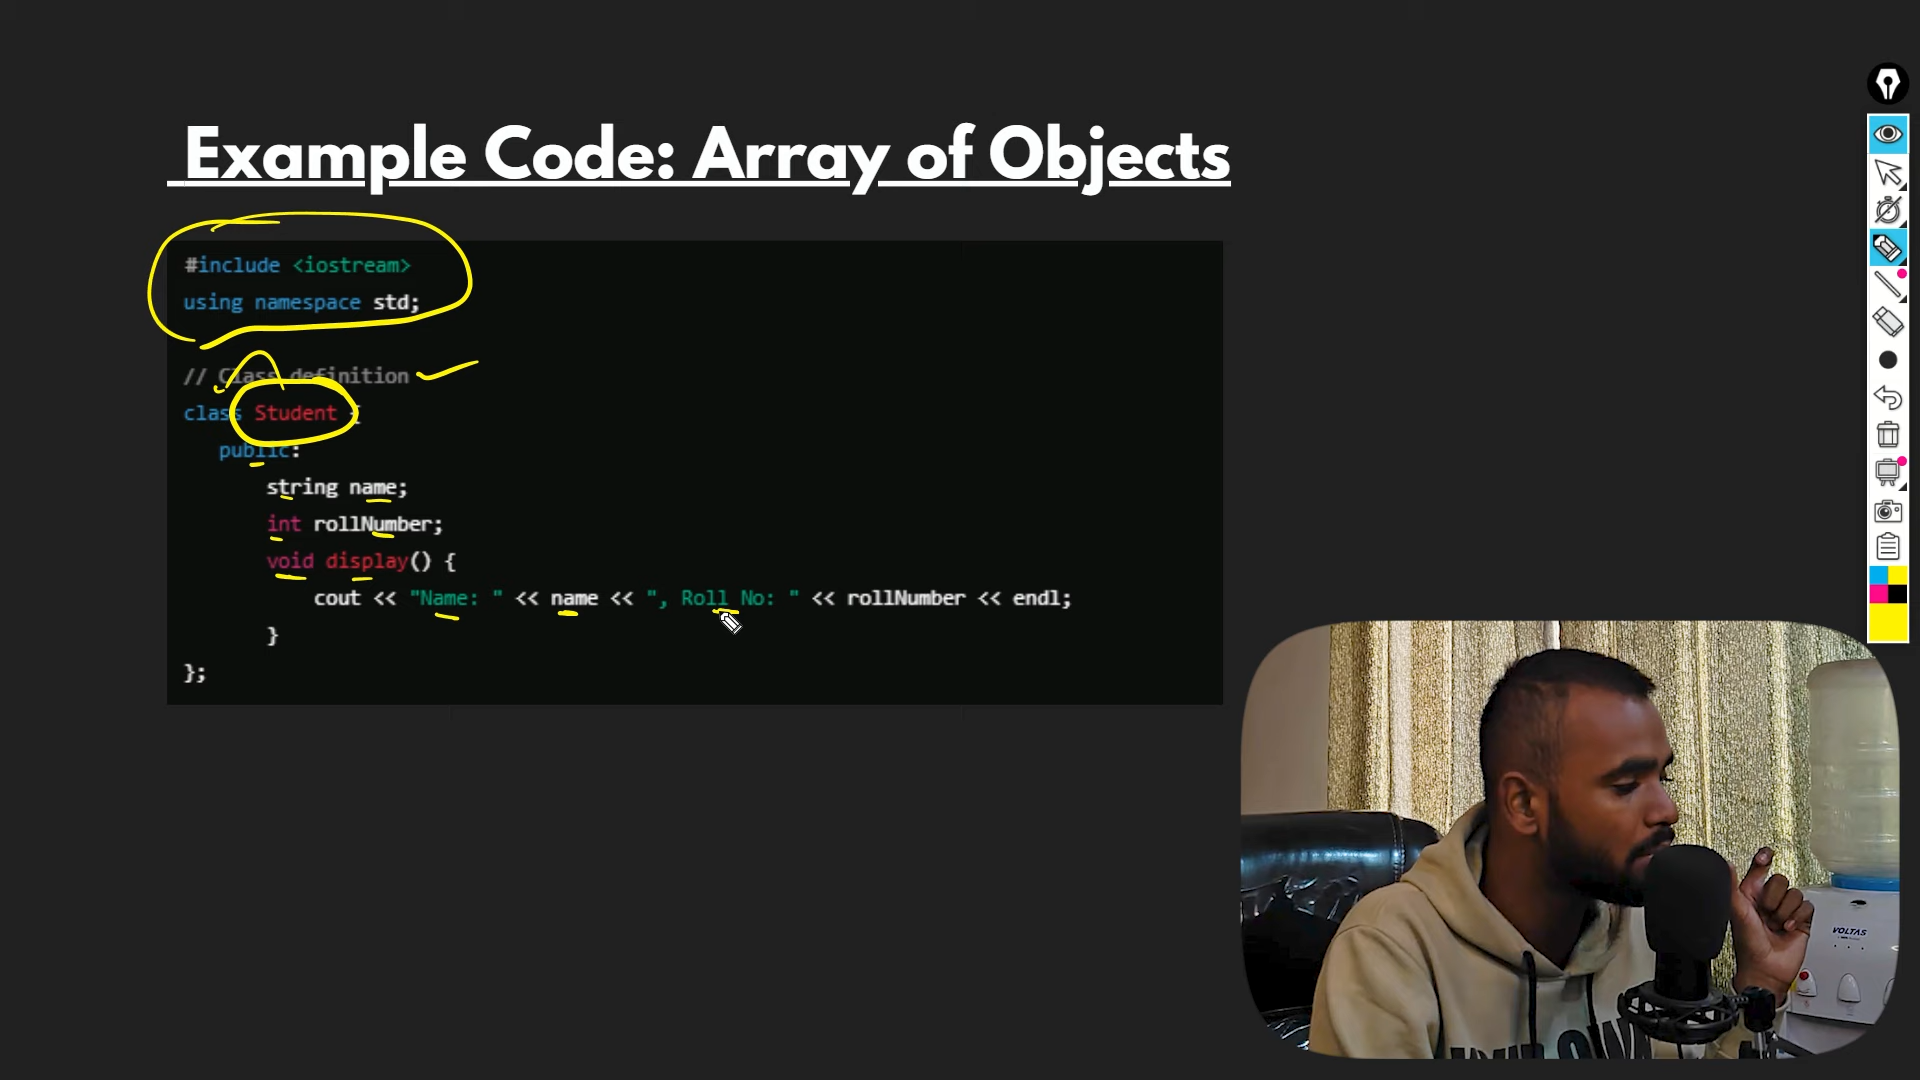 Example Code: Array of Objects
#include <iostream>
using namespace std;
// Class definition
class Student {
public:
string name;
int rollNumber;
void display() {
cout << "Name: " << name << ", Roll No: " << rollNumber << endl;
}
};
VOLTAS